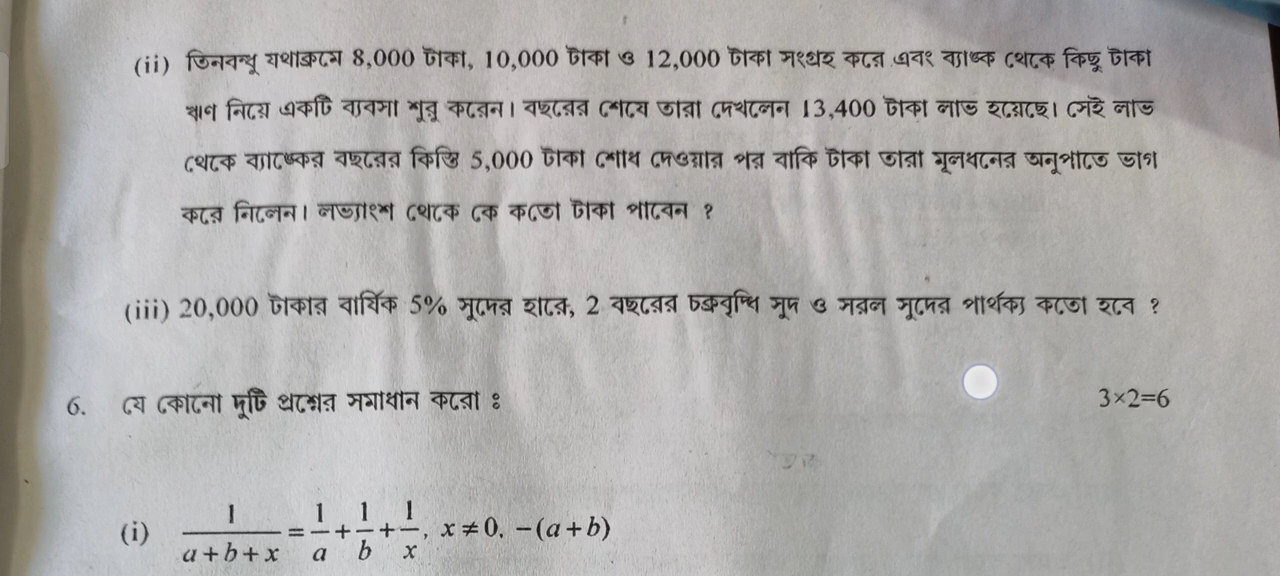 (ii) তিনবন্ধু যথাক্রমে 8,000 টাকা, 10,000 টাকা ও 12,000 টাকা সংগ্রহ করে এবং ব্যাঙ্ক থেকে কিছু টাকা
ঋণ নিয়ে একটি ব্যবসা শুরু করেন। বছরের শেষে তারা দেখলেন 13,400 টাকা লাভ হয়েছে। সেই লাভ
থেকে ব্যাঙ্কের বছরের কিস্তি 5,000 টাকা শোধ দেওয়ার পর বাকি টাকা তারা মূলধনের অনুপাতে ভাগ
করে নিলেন। লভ্যাংশ থেকে কে কতো টাকা পাবেন ?
(iii) 20,000 টাকার বার্ষিক 5% সুদের হারে, 2 বছরের চক্রবৃদ্ধি সুদ ও সরল সুদের পার্থক্য কতো হবে ?
6. যে কোনো দুটি প্রশ্নের সমাধান করো ঃ 3×2=6
(i) 1/(a+b+x) = 1/a + 1/b + 1/x, x≠0, −(a+b)